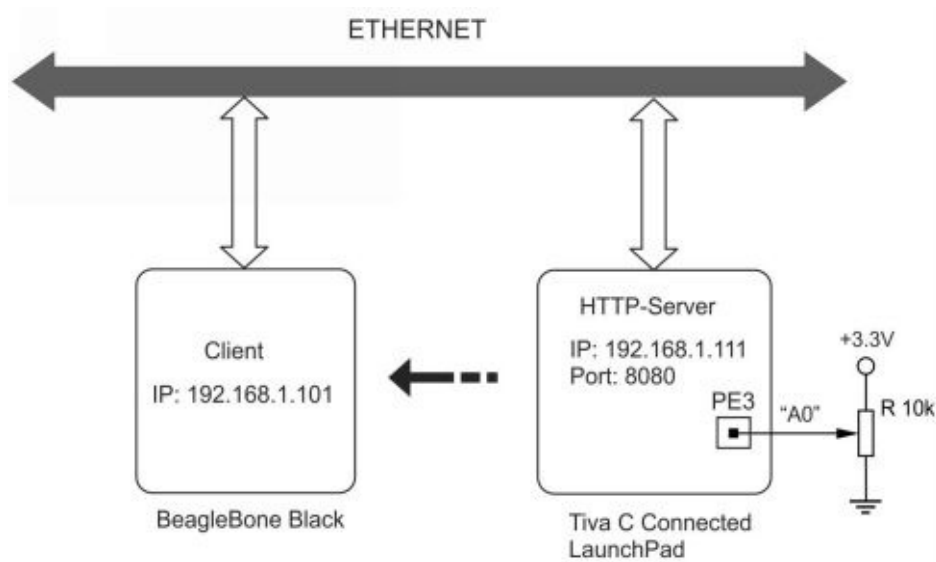 ETHERNET
Client
IP: 192.168.1.101
BeagleBone Black
HTTP-Server
IP: 192.168.1.111
Port: 8080
PE3
“A0”
+3.3V
R 10k
Tiva C Connected
LaunchPad